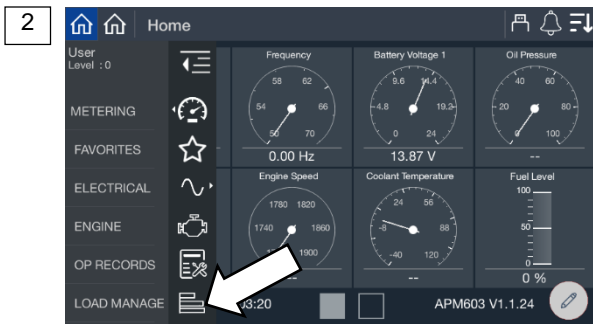 2
Home
User
Level : 0
METERING
FAVORITES
ELECTRICAL
ENGINE
OP RECORDS
LOAD MANAGE
Frequency
58 62
54 66
50 70
0.00 Hz
Battery Voltage 1
9.6 14.4
-4.8 19.2
0 24
13.87 V
Oil Pressure
40 60
20 80
0 100
--
Engine Speed
1780 1820
1740 1860
1900
--
Coolant Temperature
24 56
-8 88
-40 120
--
Fuel Level
100
50
0
0 %
03:20
APM603 V1.1.24